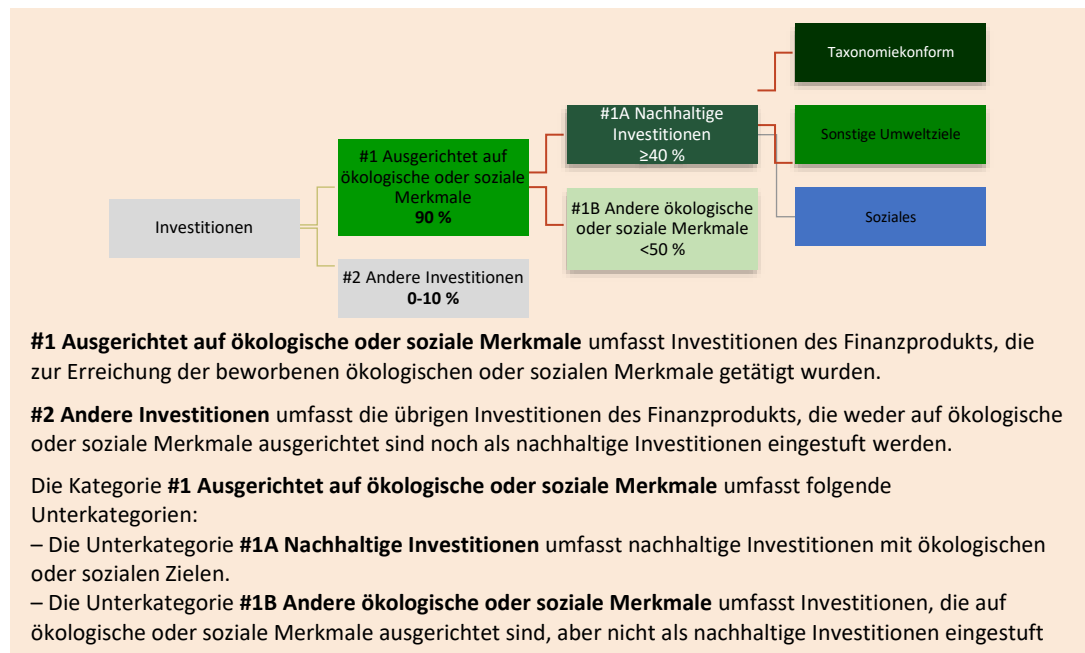 Taxonomiekonform
#1A Nachhaltige
Investitionen
≥40 %
Sonstige Umweltziele
#1 Ausgerichtet auf
ökologische oder soziale
Merkmale
90 %
#1B Andere ökologische
oder soziale Merkmale
<50 %
Soziales
Investitionen
#2 Andere Investitionen
0-10 %
#1 Ausgerichtet auf ökologische oder soziale Merkmale umfasst Investitionen des Finanzprodukts, die
zur Erreichung der beworbenen ökologischen oder sozialen Merkmale getätigt wurden.
#2 Andere Investitionen umfasst die übrigen Investitionen des Finanzprodukts, die weder auf ökologische
oder soziale Merkmale ausgerichtet sind noch als nachhaltige Investitionen eingestuft werden.
Die Kategorie #1 Ausgerichtet auf ökologische oder soziale Merkmale umfasst folgende
Unterkategorien:
– Die Unterkategorie #1A Nachhaltige Investitionen umfasst nachhaltige Investitionen mit ökologischen
oder sozialen Zielen.
– Die Unterkategorie #1B Andere ökologische oder soziale Merkmale umfasst Investitionen, die auf
ökologische oder soziale Merkmale ausgerichtet sind, aber nicht als nachhaltige Investitionen eingestuft